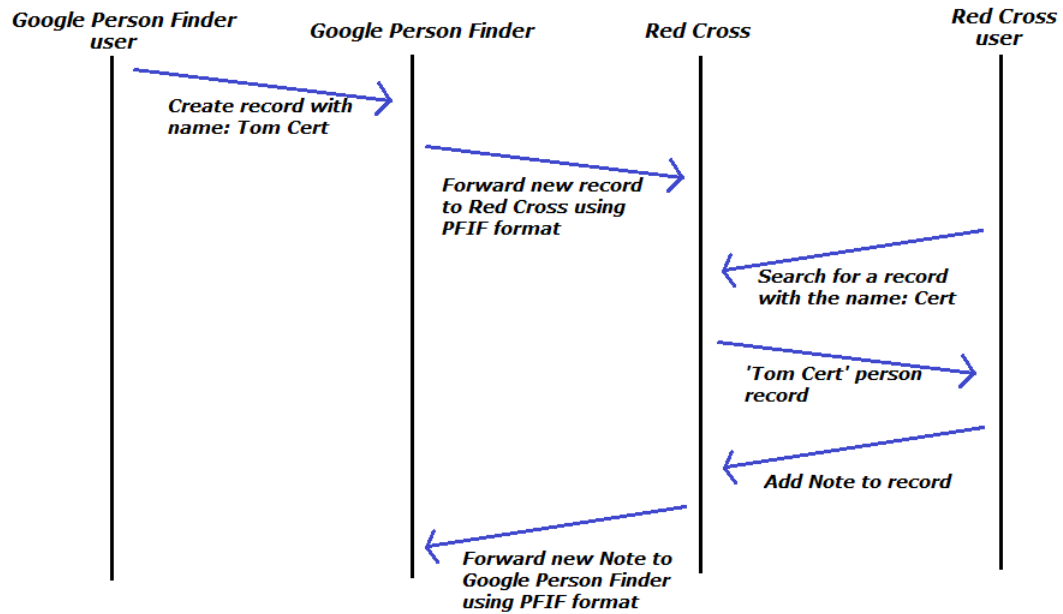 Google Person Finder
user
Google Person Finder
Red Cross
Red Cross
user
Create record with
name: Tom Cert
Forward new record
to Red Cross using
PFIF format
Search for a record
with the name: Cert
'Tom Cert' person
record
Add Note to record
Forward new Note to
Google Person Finder
using PFIF format